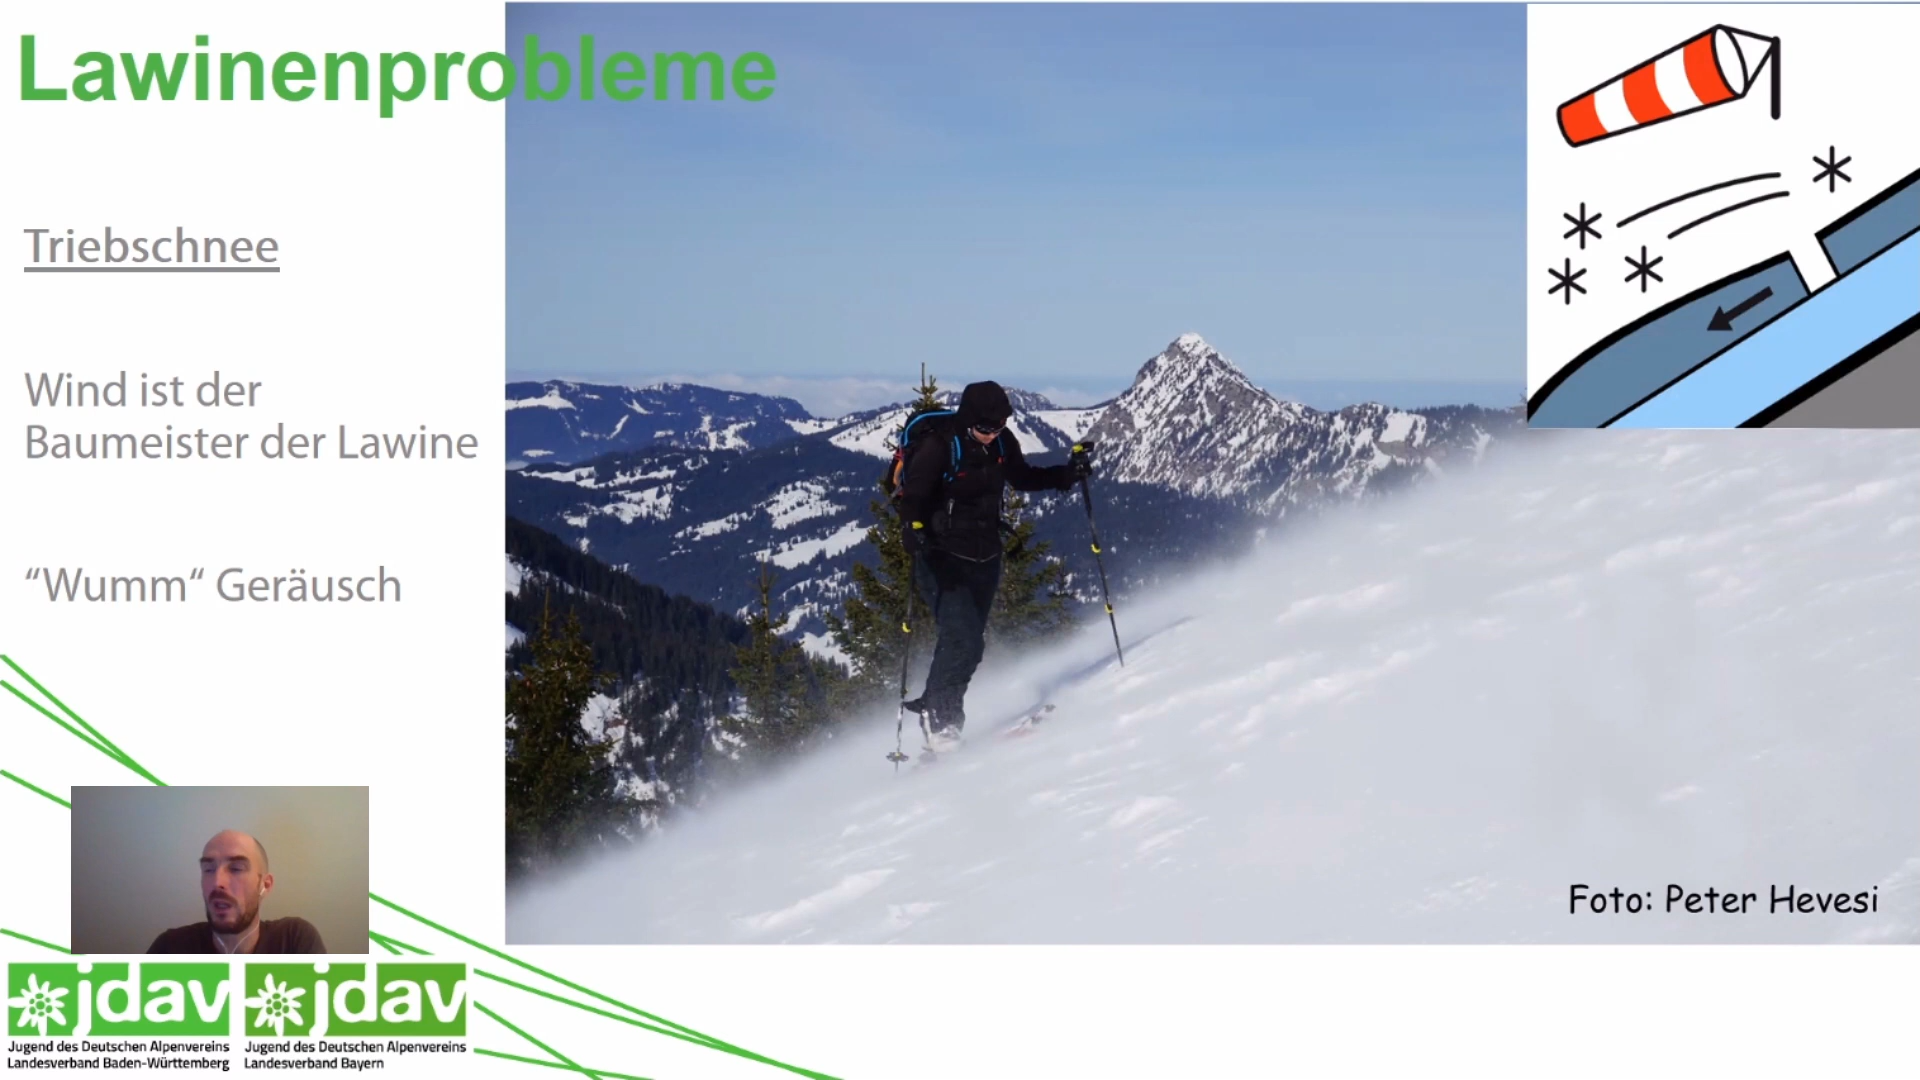 Lawinenprobleme
Triebschnee
Wind ist der
Baumeister der Lawine
“Wumm“ Geräusch
Foto: Peter Hevesi
jdav
Jugend des Deutschen Alpenvereins
Landesverband Baden-Württemberg
jdav
Jugend des Deutschen Alpenvereins
Landesverband Bayern